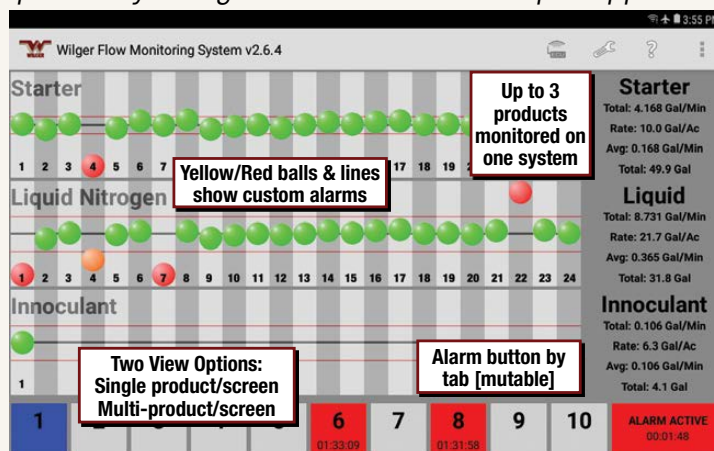 3:55 PM
WILGER
Wilger Flow Monitoring System v2.6.4
Starter
1 2 3 4 5 6 7 17 18 19
Up to 3
products
monitored on
one system
Starter
Total: 4.168 Gal/Min
Rate: 10.0 Gal/Ac
Avg: 0.168 Gal/Min
Total: 49.9 Gal
Yellow/Red balls & lines
show custom alarms
Liquid Nitrogen
1 2 3 4 5 6 7 8 9 10 11 12 13 14 15 16 17 18 19 20 21 22 23 24
Liquid
Total: 8.731 Gal/Min
Rate: 21.7 Gal/Ac
Avg: 0.365 Gal/Min
Total: 31.8 Gal
Innoculant
1
Two View Options:
Single product/screen
Multi-product/screen
Alarm button by
tab [mutable]
Innoculant
Total: 0.106 Gal/Min
Rate: 6.3 Gal/Ac
Avg: 0.106 Gal/Min
Total: 4.1 Gal
1 6 7 8 9 10 ALARM ACTIVE
01:33:09 01:31:58 00:01:48